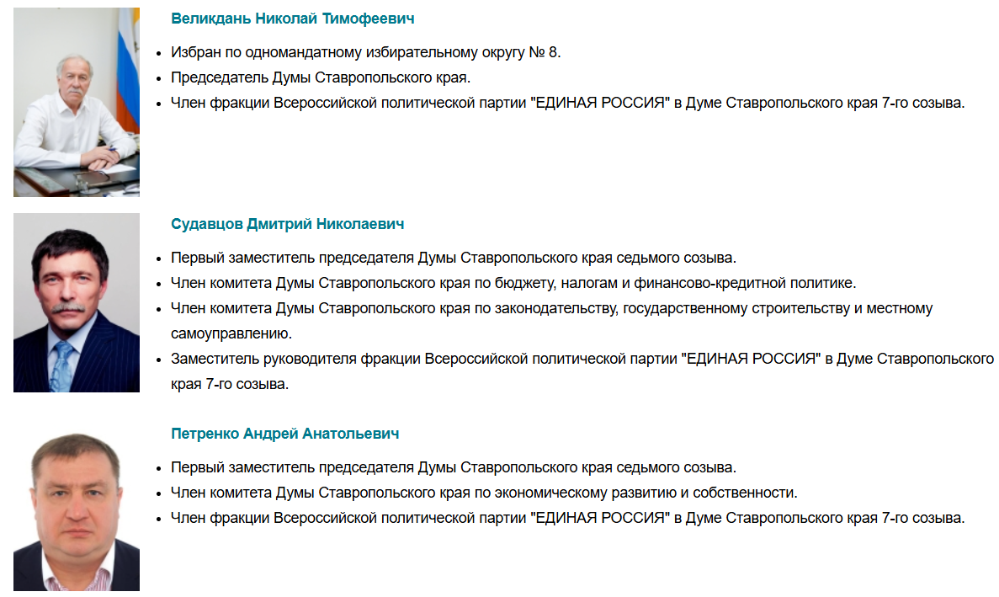 Великдань Николай Тимофеевич
Избран по одномандатному избирательному округу № 8.
Председатель Думы Ставропольского края.
Член фракции Всероссийской политической партии "ЕДИНАЯ РОССИЯ" в Думе Ставропольского края 7-го созыва.
Судавцов Дмитрий Николаевич
Первый заместитель председателя Думы Ставропольского края седьмого созыва.
Член комитета Думы Ставропольского края по бюджету, налогам и финансово-кредитной политике.
Член комитета Думы Ставропольского края по законодательству, государственному строительству и местному
самоуправлению.
Заместитель руководителя фракции Всероссийской политической партии "ЕДИНАЯ РОССИЯ" в Думе Ставропольского
края 7-го созыва.
Петренко Андрей Анатольевич
Первый заместитель председателя Думы Ставропольского края седьмого созыва.
Член комитета Думы Ставропольского края по экономическому развитию и собственности.
Член фракции Всероссийской политической партии "ЕДИНАЯ РОССИЯ" в Думе Ставропольского края 7-го созыва.